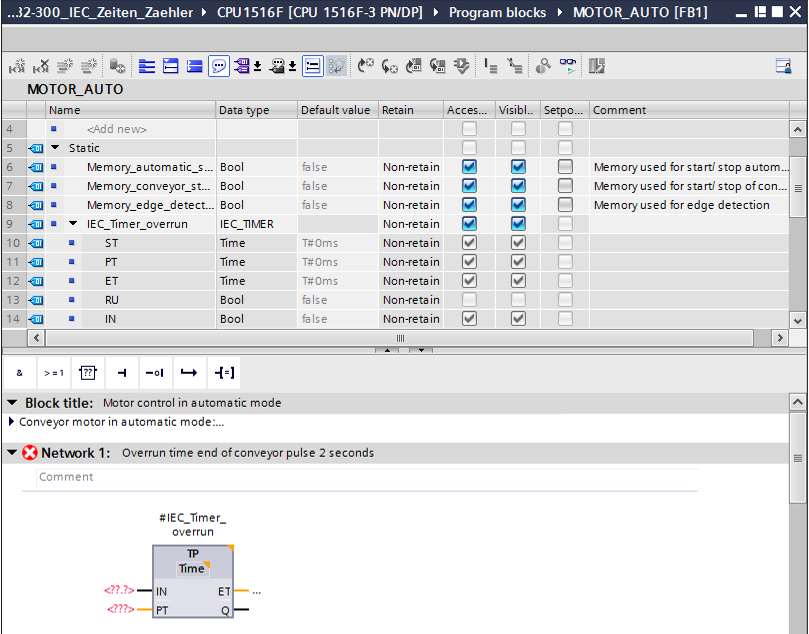 ...32-300_IEC_Zeiten_Zaehler ▸ CPU1516F [CPU 1516F-3 PN/DP] ▸ Program blocks ▸ MOTOR_AUTO [FB1]
MOTOR_AUTO
Name Data type Default value Retain Acces... Visibl... Setpo... Comment
4 <Add new>
5 Static
6 Memory_automatic_s... Bool false Non-retain Memory used for start/ stop autom...
7 Memory_conveyor_st... Bool false Non-retain Memory used for start/ stop of con...
8 Memory_edge_detect... Bool false Non-retain Memory used for edge detection
9 IEC_Timer_overrun IEC_TIMER Non-retain
10 ST Time T#0ms Non-retain
11 PT Time T#0ms Non-retain
12 ET Time T#0ms Non-retain
13 RU Bool false Non-retain
14 IN Bool false Non-retain
& >=1 ?? [=]
Block title: Motor control in automatic mode
Conveyor motor in automatic mode:...
Network 1: Overrun time end of conveyor pulse 2 seconds
Comment
#IEC_Timer_
overrun
TP
Time
<??.?> IN ET ...
<???> PT Q